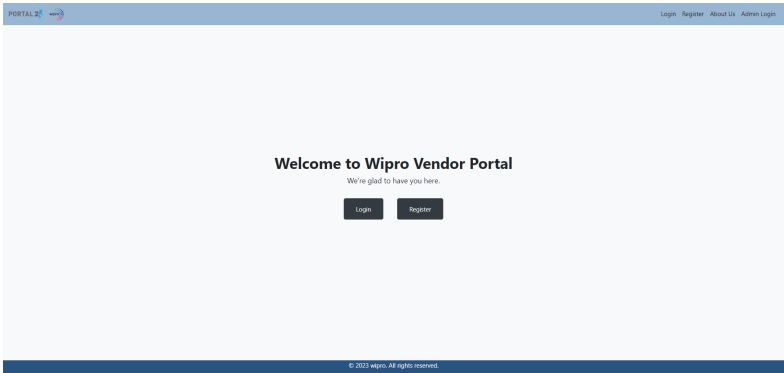 PORTAL 2 wipro Login Register About Us Admin Login
Welcome to Wipro Vendor Portal
We're glad to have you here.
Login Register
© 2023 wipro. All rights reserved.